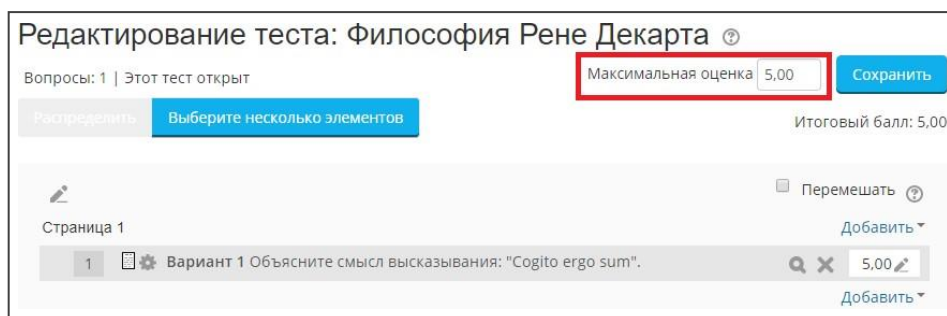 Редактирование теста: Философия Рене Декарта
Вопросы: 1 | Этот тест открыт
Максимальная оценка 5,00 Сохранить
Распределить Выберите несколько элементов
Итоговый балл: 5,00
Перемешать
Страница 1
Добавить
1 Вариант 1 Объясните смысл высказывания: "Cogito ergo sum". 5,00
Добавить